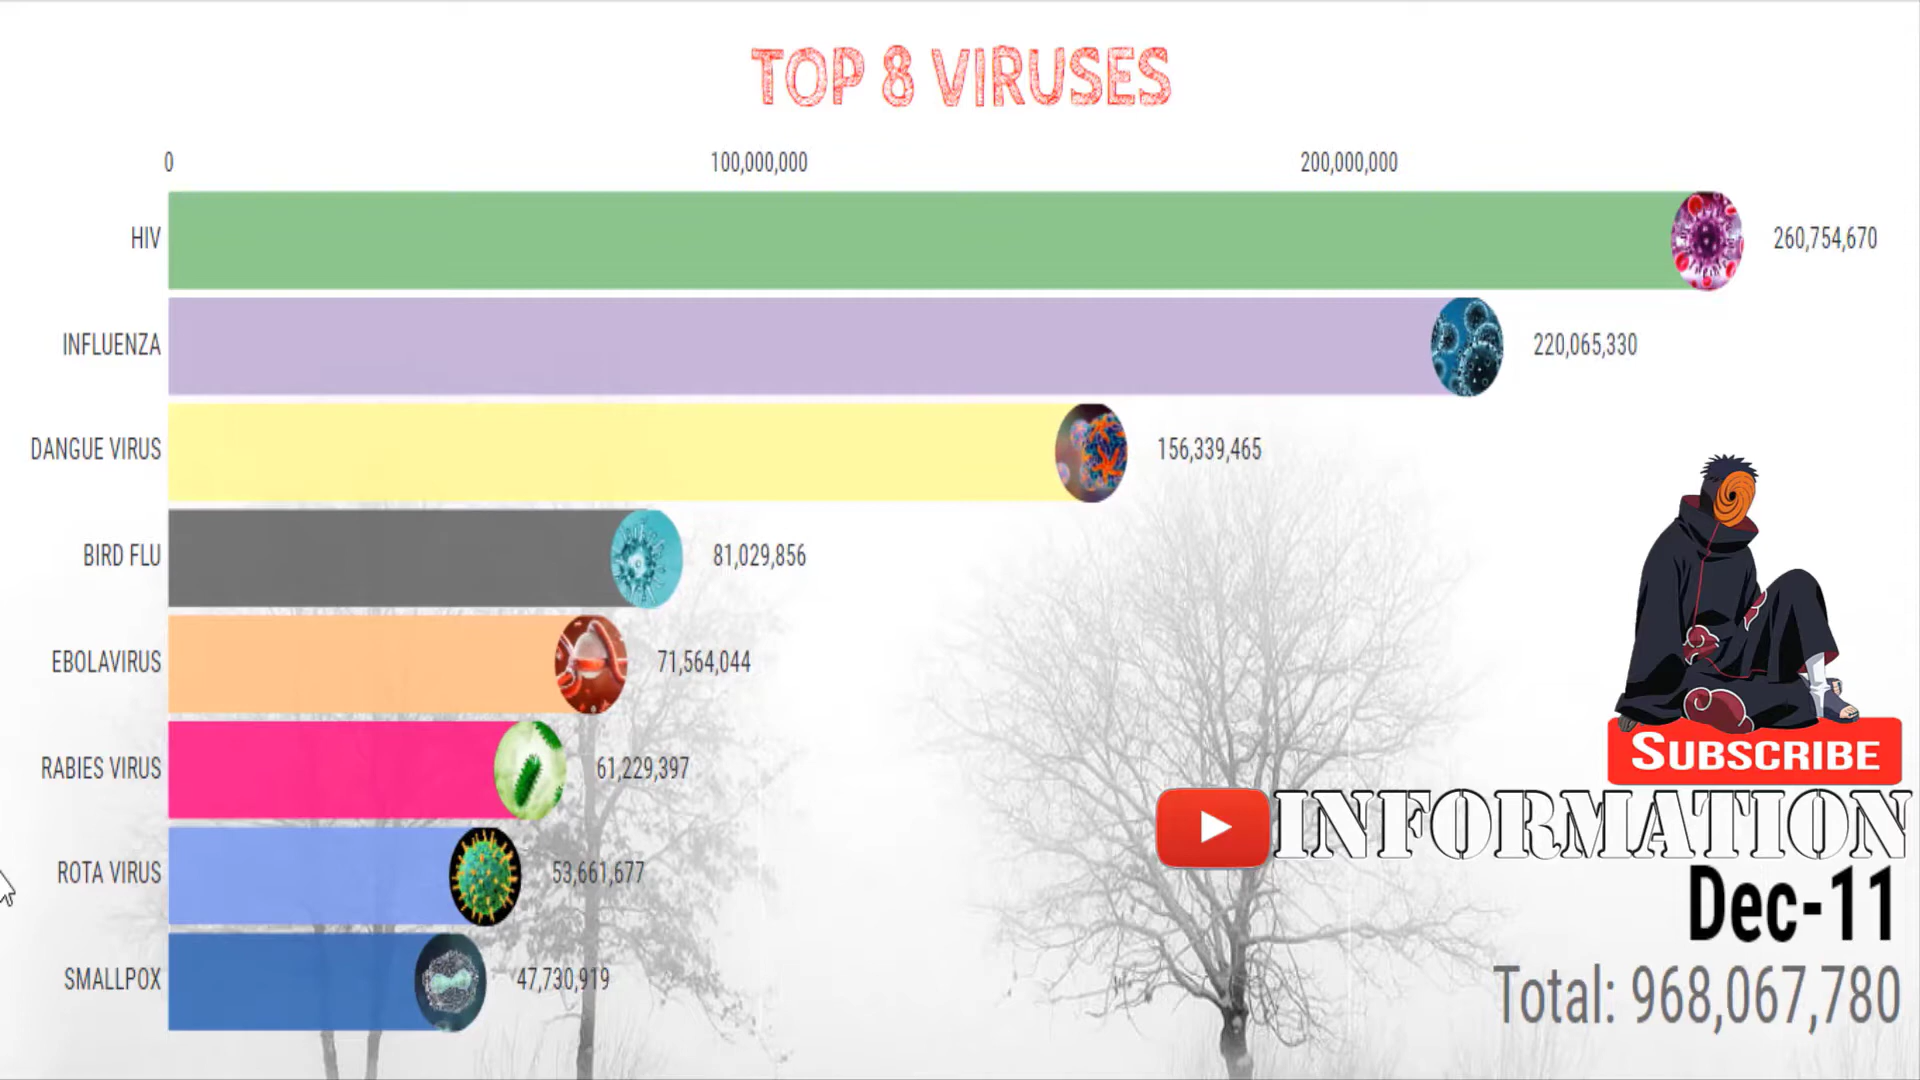 TOP 8 VIRUSES
0 100,000,000 200,000,000
HIV 260,754,670
INFLUENZA 220,065,330
DANGUE VIRUS 156,339,465
BIRD FLU 81,029,856
EBOLAVIRUS 71,564,044
RABIES VIRUS 61,229,397
ROTA VIRUS 53,661,677
SMALLPOX 47,730,919
SUBSCRIBE
INFORMATION
Dec-11
Total: 968,067,780